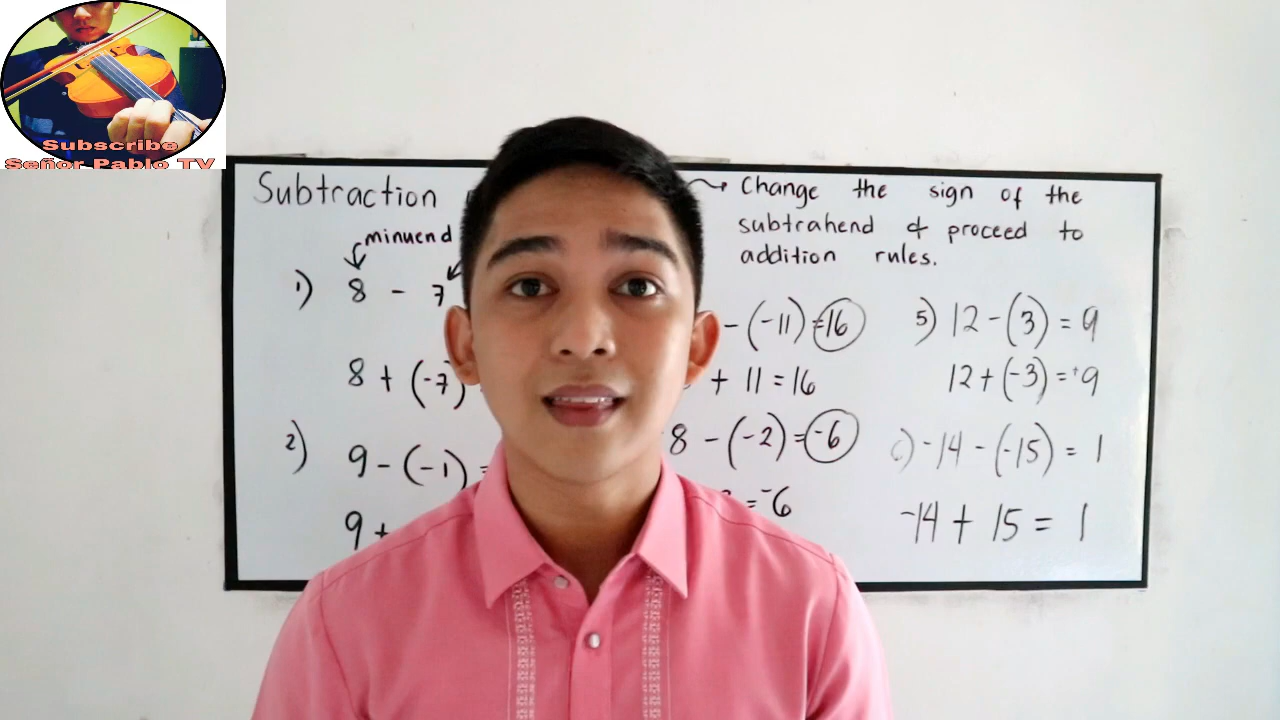 Subscribe
Señor Pablo TV
Subtraction
Change the sign of the
subtrahend & proceed to
addition rules.
minuend
1) 8 - 7
8 + (-7)
2) 9 - (-1) =
9 +
- (-11) = 16
+ 11 = 16
8 - (-2) = -6
= -6
5) 12 - (3) = 9
12 + (-3) = +9
6) -14 - (-15) = 1
-14 + 15 = 1